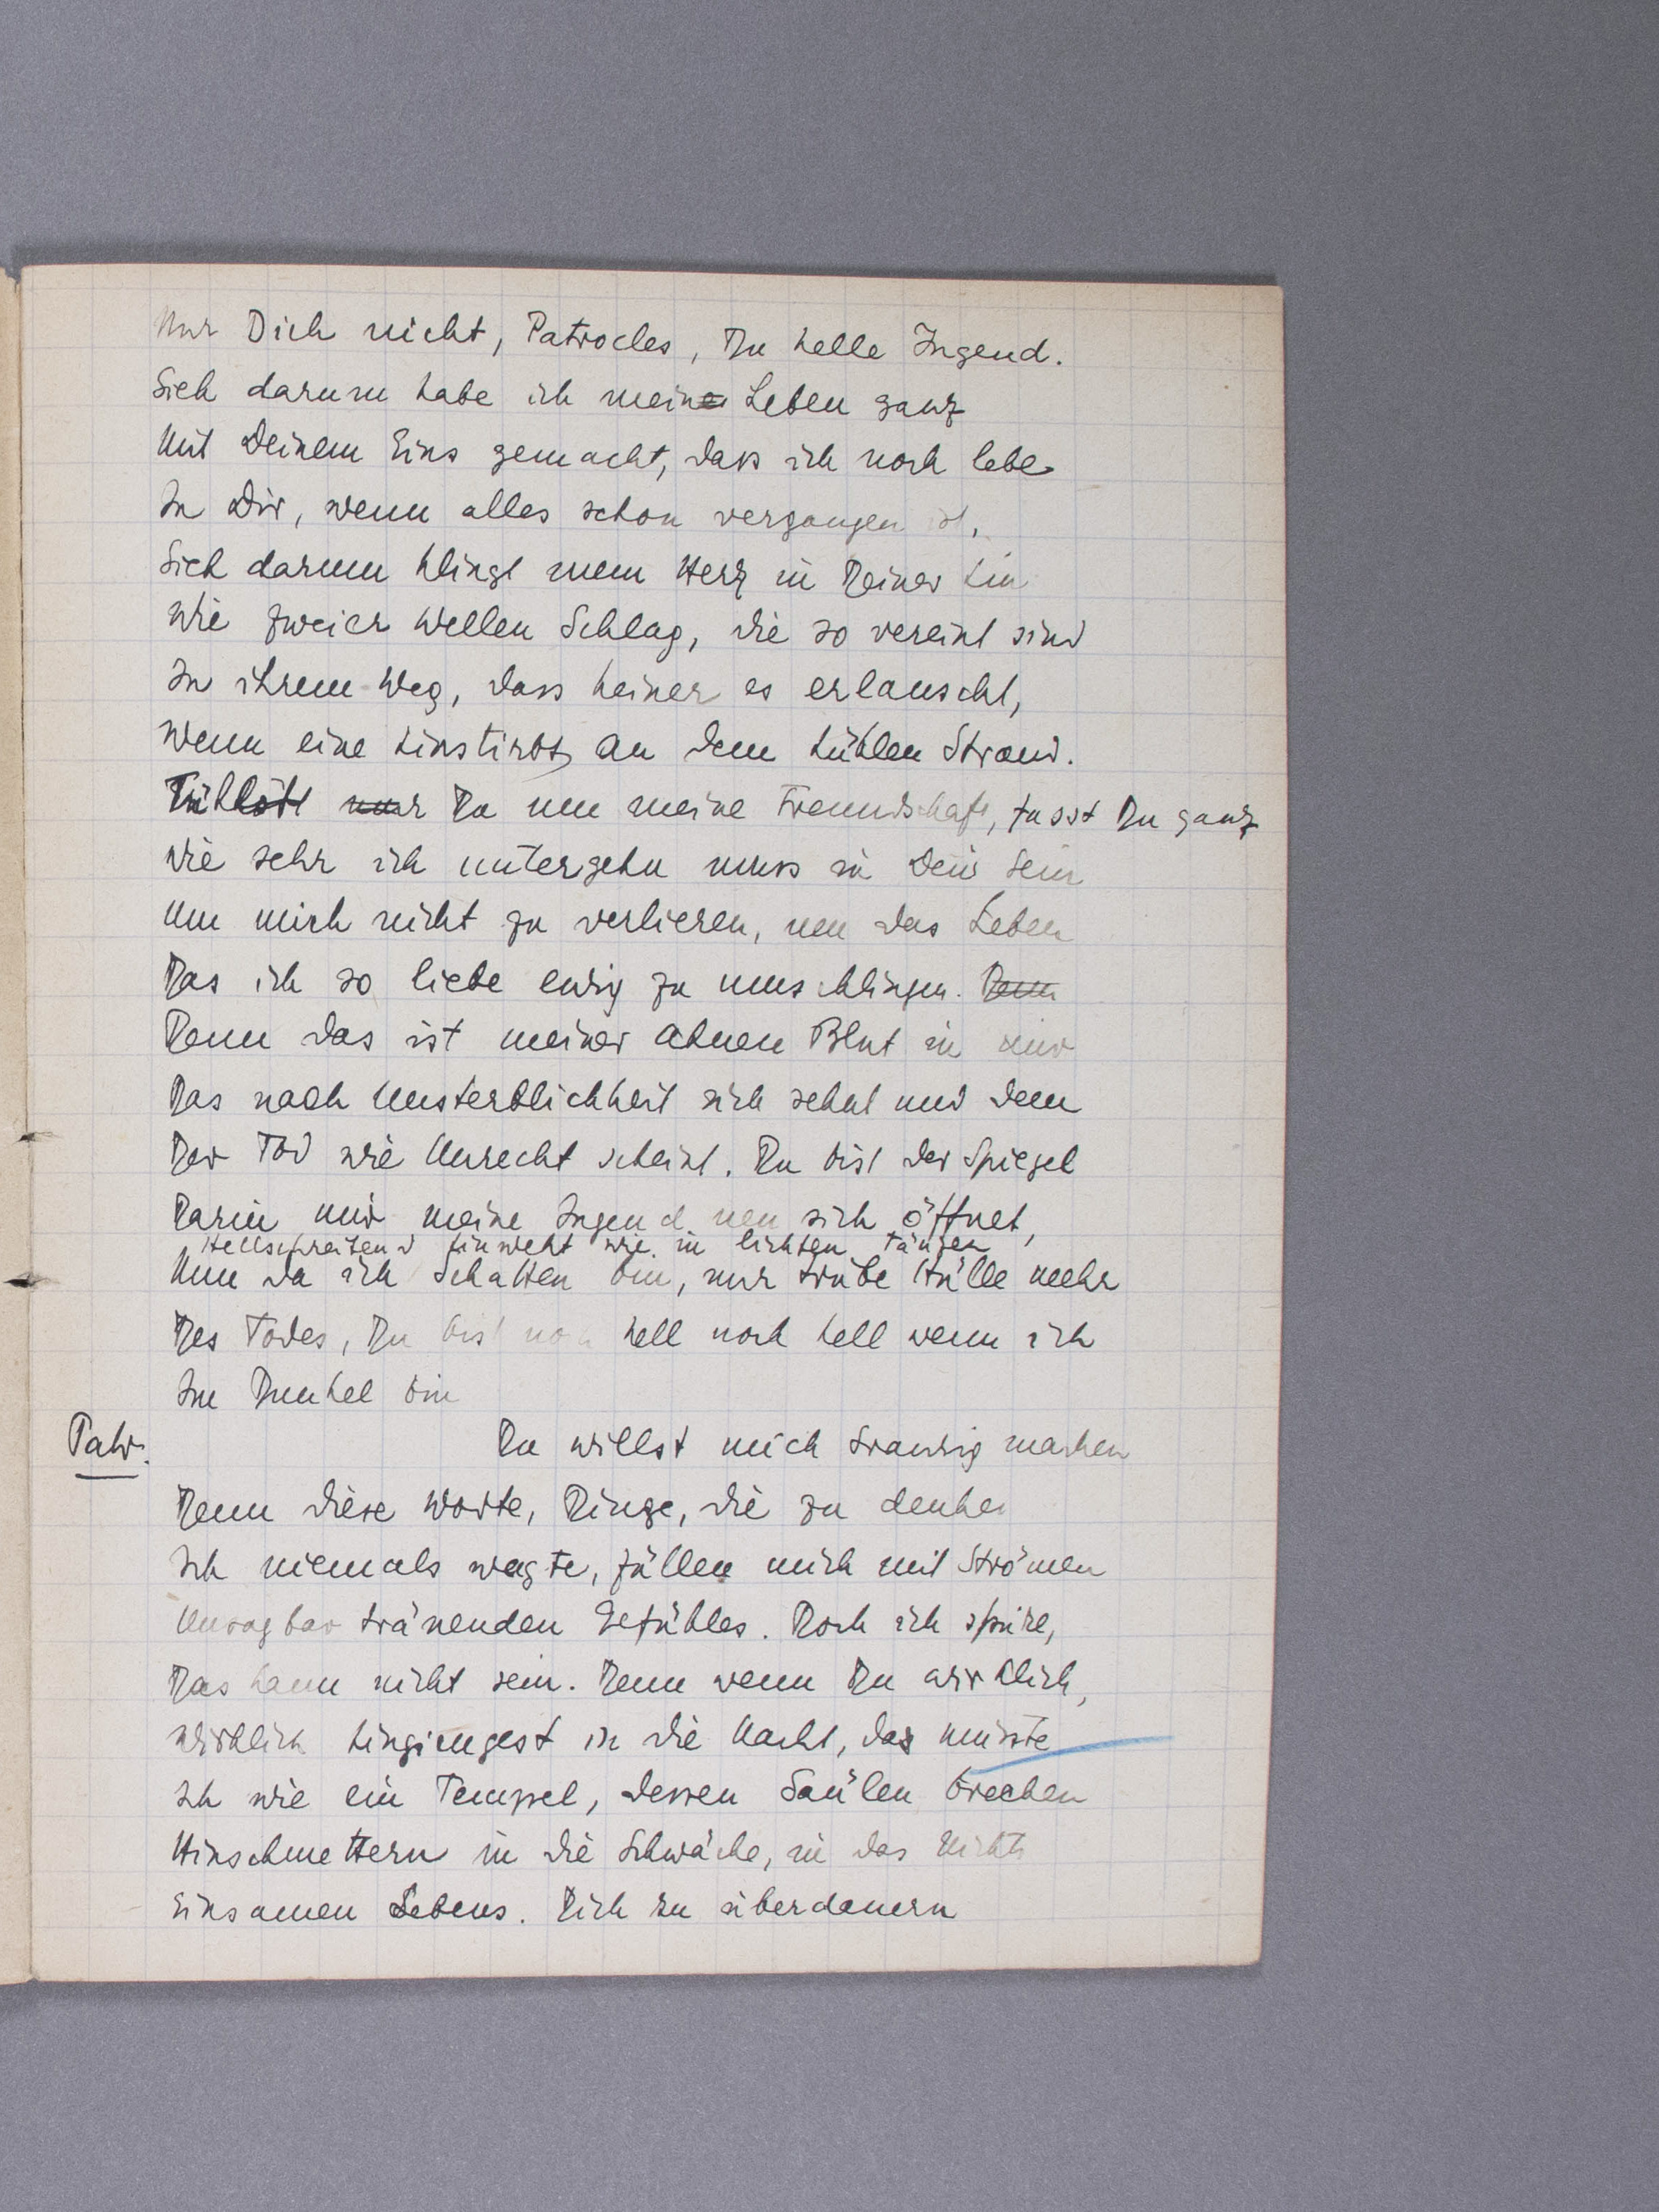 Nur Dich nicht, Patrocles, Du helle Jugend.
Sieh darum habe ich mein Leben ganz
Mit Deinem Eins gemacht, dass ich noch lebe
In Dir, wenn alles schon vergangen ist,
Sieh darum klingt mein Herz in Deines hin
Wie zweier Wellen Schlag, die so vereint sind
In ihrem Weg, dass keiner es erlauscht,
Wenn eine hinstirbt an dem kühlen Strand.
Fühlst Du nun meine Freundschaft, fasst Du ganz
Wie sehr ich untergehn muss in Dein Sein
Um mich nicht zu verlieren, um das Leben
Das ich so liebe ewig zu umschlingen. Denn
Denn das ist meiner Ahnen Blut in mir
Das nach Unsterblichkeit sich sehnt und dem
Der Tod wie Unrecht scheint. Du bist der Spiegel
Darin mir meine Jugend neu sich öffnet,
Hellschreitend hinweht wie in lichten Tänzen
Nun da ich Schatten bin, nur trübe Hülle mehr
Des Todes, Du bist noch hell noch hell wenn ich
Im Dunkel bin
Patr. Du willst mich traurig machen
Denn diese Worte, Dinge, die zu denken
Ich niemals wagte, füllen mich mit Strömen
Unsagbar tränenden Gefühles. Doch ich spüre,
Das kann nicht sein. Denn wenn Du wirklich,
wirklich hingiengest in die Nacht, da müsste
Ich wie ein Tempel, dessen Säulen brechen
Hinschmettern in die Schwäche, in das Nichts
Einsamen Lebens. Dich zu überdauern